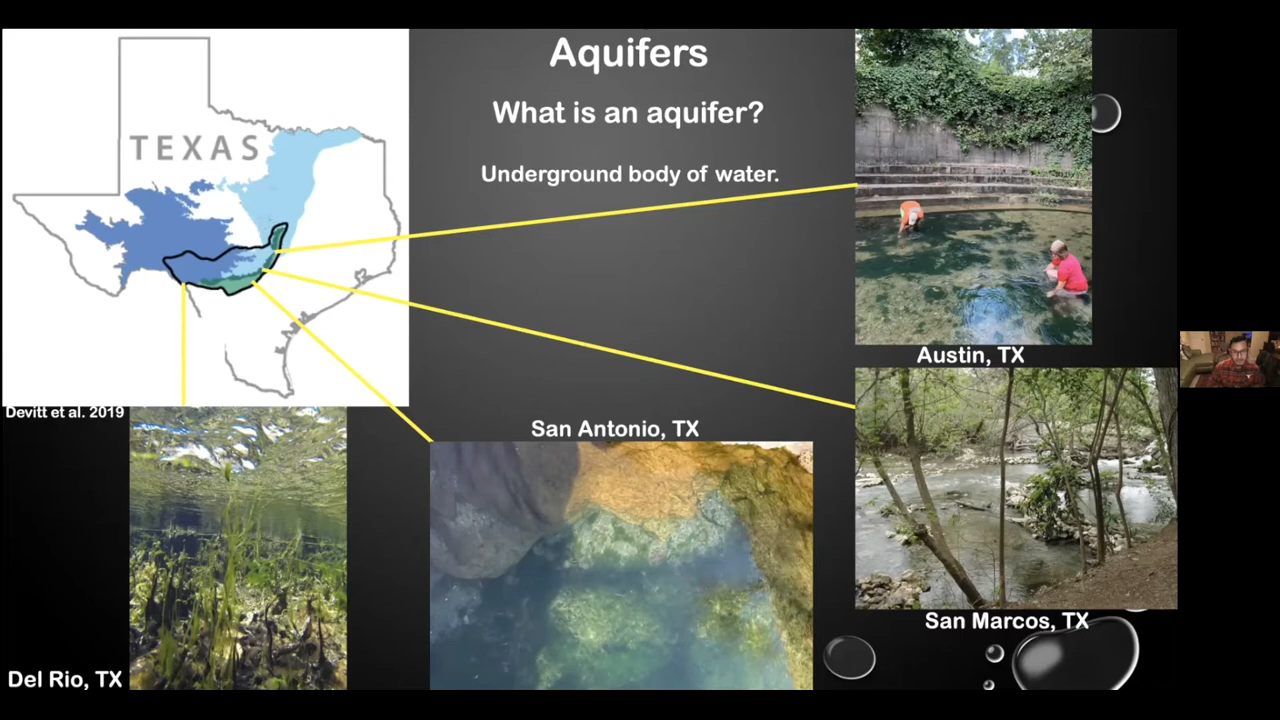 Aquifers
What is an aquifer?
Underground body of water.
TEXAS
Austin, TX
Devitt et al. 2019
San Antonio, TX
San Marcos, TX
Del Rio, TX